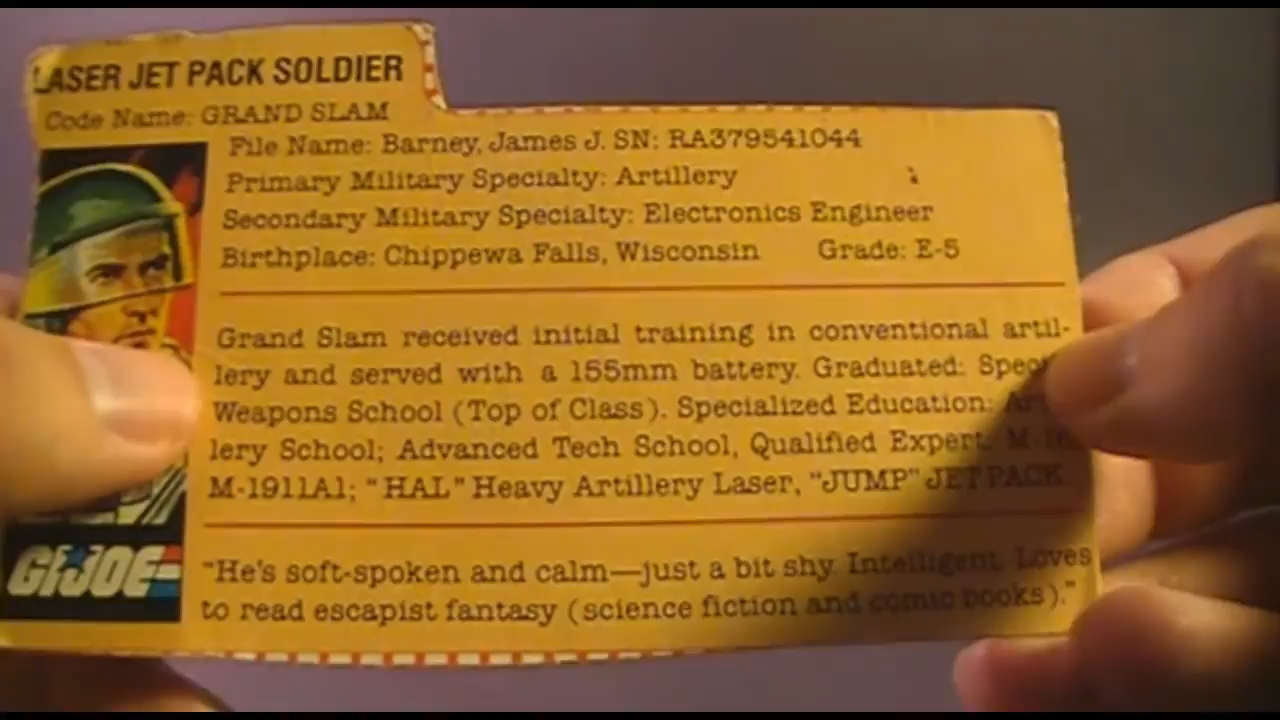 LASER JET PACK SOLDIER
Code Name: GRAND SLAM
File Name: Barney, James J. SN: RA379541044
Primary Military Specialty: Artillery
Secondary Military Specialty: Electronics Engineer
Birthplace: Chippewa Falls, Wisconsin Grade: E-5
Grand Slam received initial training in conventional artil-
lery and served with a 155mm battery. Graduated:
Weapons School (Top of Class). Specialized Education:
lery School; Advanced Tech School, Qualified Expert:
M-1911A1; "HAL" Heavy Artillery Laser, "JUMP" JET PACK.
"He's soft-spoken and calm—just a bit shy. Intelligent. Loves
to read escapist fantasy (science fiction and comic books)."
GI JOE